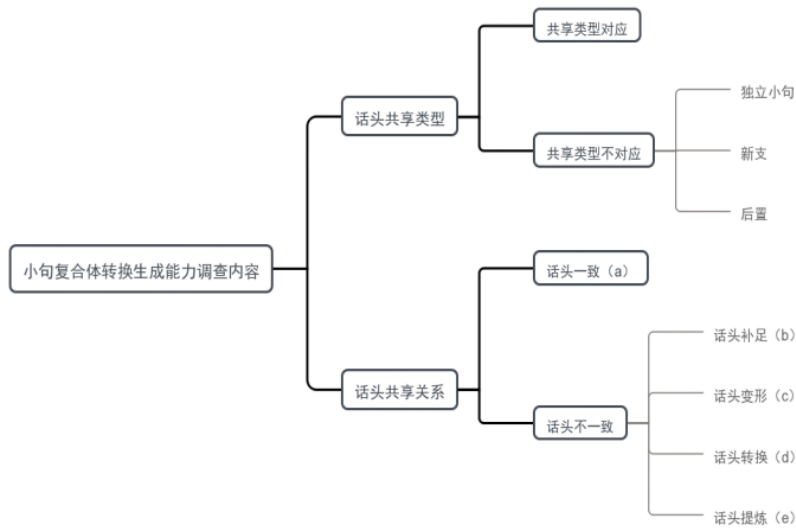 共享类型对应
独立小句
话头共享类型
共享类型不对应
新支
后置
小句复合体转换生成能力调查内容
话头一致（a）
话头补足（b）
话头共享关系
话头变形（c）
话头不一致
话头转换（d）
话头提炼（e）